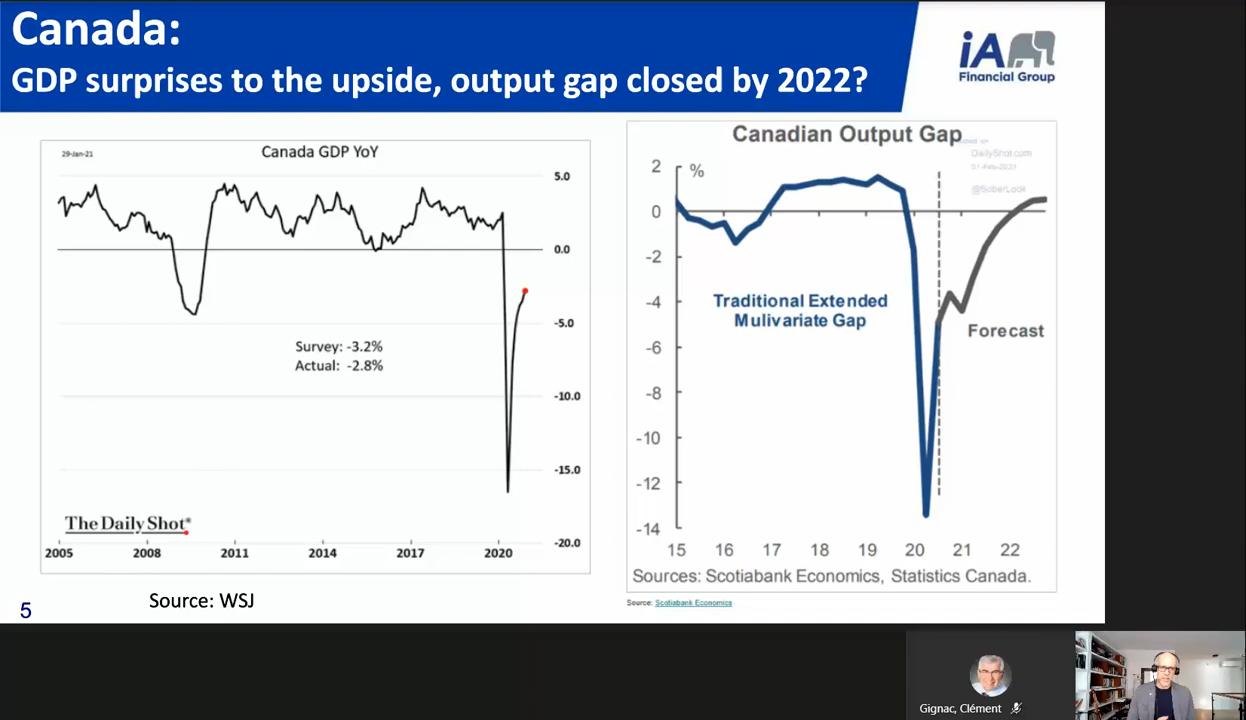 Canada:
GDP surprises to the upside, output gap closed by 2022?
iA
Financial Group
29-Jan-21
Canada GDP YoY
5.0
0.0
-5.0
-10.0
-15.0
-20.0
Survey: -3.2%
Actual: -2.8%
The Daily Shot
2005 2008 2011 2014 2017 2020
Source: WSJ
5
Canadian Output Gap
DailyShot.com
01-Feb-2021
@SoberLook
%
2
0
-2
-4
-6
-8
-10
-12
-14
Traditional Extended
Mulivariate Gap
Forecast
15 16 17 18 19 20 21 22
Sources: Scotiabank Economics, Statistics Canada.
Source: Scotiabank Economics
Gignac, Clément